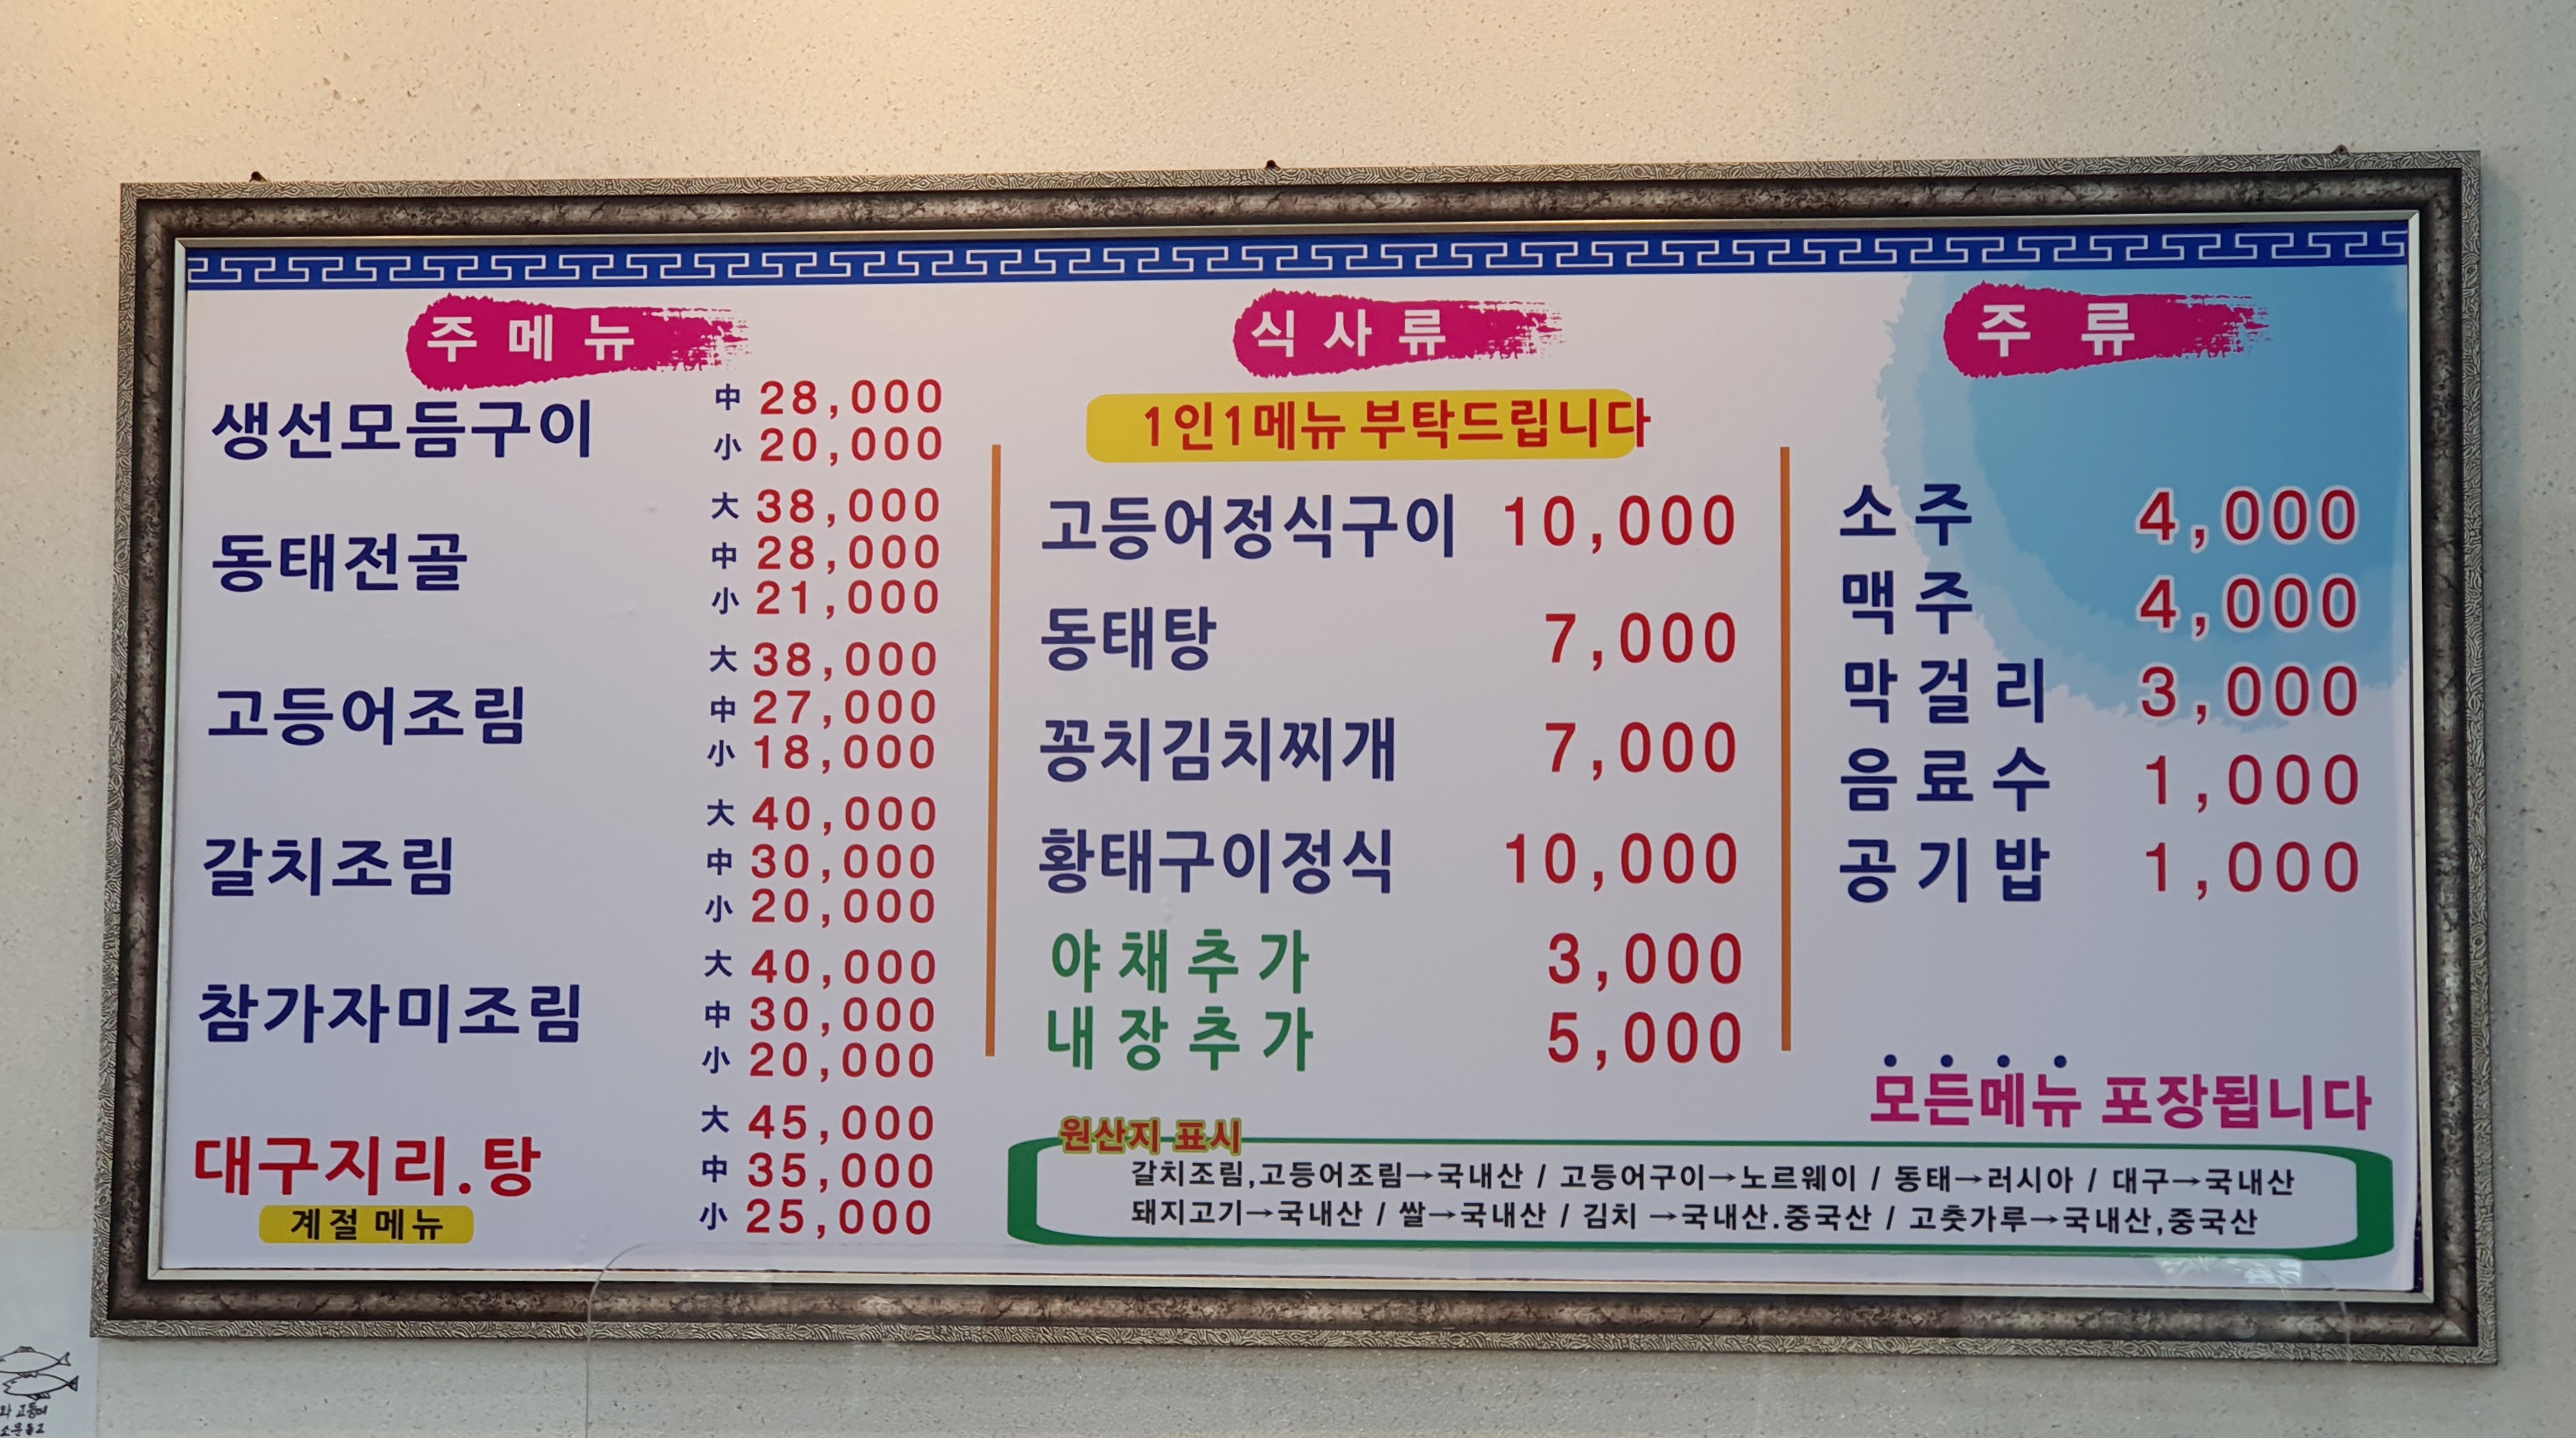 주메뉴
생선모듬구이 中 28,000
小 20,000
동태전골 大 38,000
中 28,000
小 21,000
고등어조림 大 38,000
中 27,000
小 18,000
갈치조림 大 40,000
中 30,000
小 20,000
참가자미조림 大 40,000
中 30,000
小 20,000
대구지리.탕 大 45,000
中 35,000
小 25,000
계절 메뉴
식사류
1인1메뉴 부탁드립니다
고등어정식구이 10,000
동태탕 7,000
꽁치김치찌개 7,000
황태구이정식 10,000
야채추가 3,000
내장추가 5,000
주류
소주 4,000
맥주 4,000
막걸리 3,000
음료수 1,000
공기밥 1,000
모든메뉴 포장됩니다
원산지 표시
갈치조림,고등어조림→국내산 / 고등어구이→노르웨이 / 동태→러시아 / 대구→국내산
돼지고기→국내산 / 쌀→국내산 / 김치 →국내산.중국산 / 고춧가루→국내산,중국산